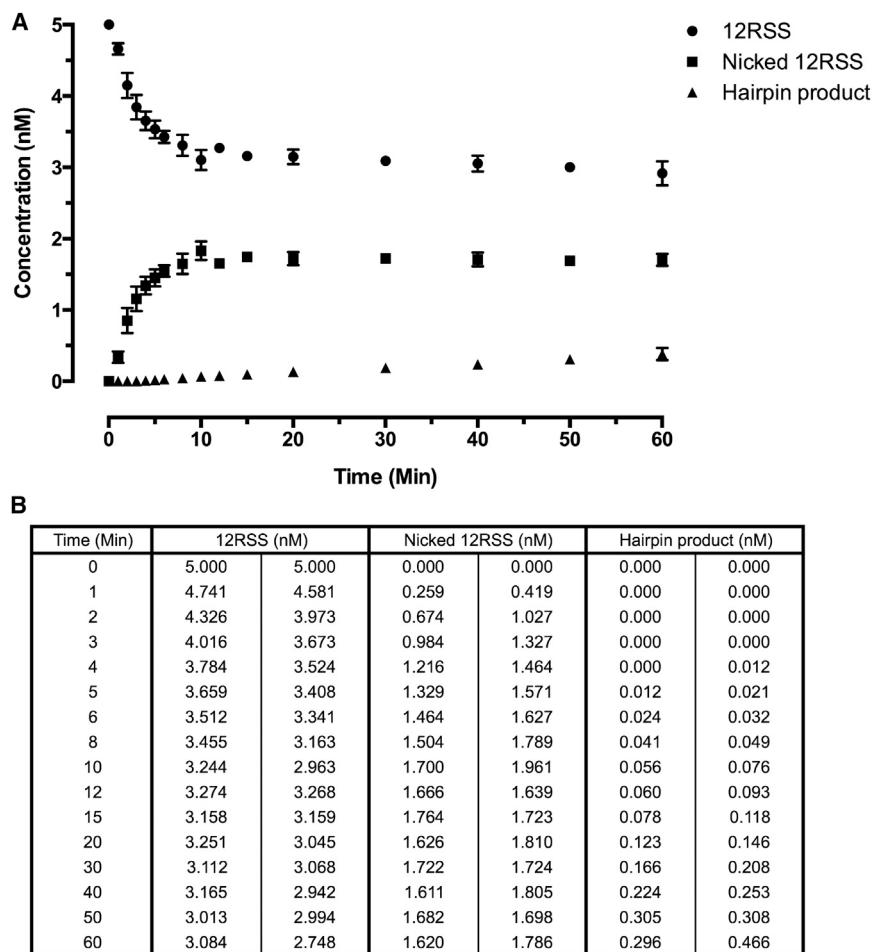 A
12RSS
Nicked 12RSS
Hairpin product
Concentration (nM)
5
4
3
2
1
0
0 10 20 30 40 50 60
Time (Min)
B
Time (Min) 12RSS (nM) Nicked 12RSS (nM) Hairpin product (nM)
0 5.000 5.000 0.000 0.000 0.000 0.000
1 4.741 4.581 0.259 0.419 0.000 0.000
2 4.326 3.973 0.674 1.027 0.000 0.000
3 4.016 3.673 0.984 1.327 0.000 0.000
4 3.784 3.524 1.216 1.464 0.000 0.012
5 3.659 3.408 1.329 1.571 0.012 0.021
6 3.512 3.341 1.464 1.627 0.024 0.032
8 3.455 3.163 1.504 1.789 0.041 0.049
10 3.244 2.963 1.700 1.961 0.056 0.076
12 3.274 3.268 1.666 1.639 0.060 0.093
15 3.158 3.159 1.764 1.723 0.078 0.118
20 3.251 3.045 1.626 1.810 0.123 0.146
30 3.112 3.068 1.722 1.724 0.166 0.208
40 3.165 2.942 1.611 1.805 0.224 0.253
50 3.013 2.994 1.682 1.698 0.305 0.308
60 3.084 2.748 1.620 1.786 0.296 0.466